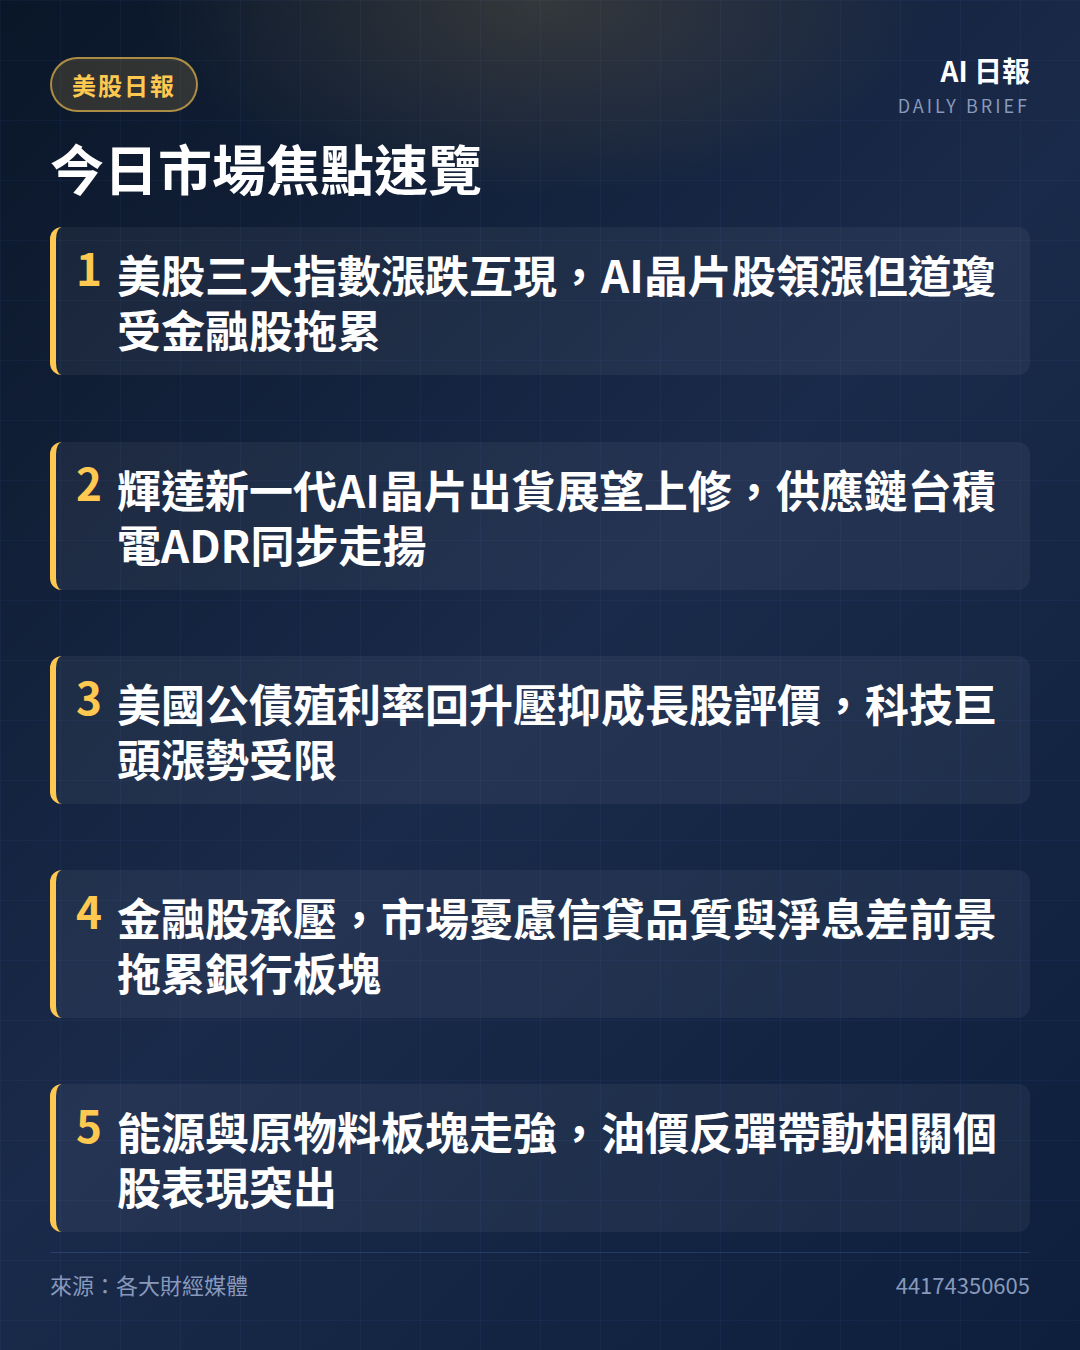 美股日報
AI 日報
DAILY BRIEF
今日市場焦點速覽
1 美股三大指數漲跌互現，AI晶片股領漲但道瓊
受金融股拖累
2 輝達新一代AI晶片出貨展望上修，供應鏈台積
電ADR同步走揚
3 美國公債殖利率回升壓抑成長股評價，科技巨
頭漲勢受限
4 金融股承壓，市場憂慮信貸品質與淨息差前景
拖累銀行板塊
5 能源與原物料板塊走強，油價反彈帶動相關個
股表現突出
來源：各大財經媒體
44174350605